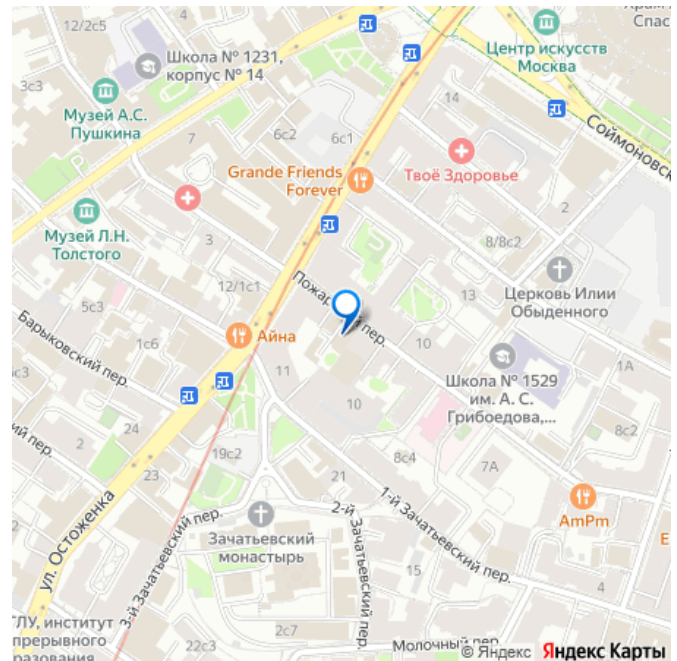 12/2с5
Школа № 1231,
корпус № 14
Спас
Центр искусств
Москва
3с3
Музей А.С.
Пушкина
7
6с2
6с1
14
Соймоновск
Grande Friends
Forever
Твоё Здоровье
2
Музей Л.Н.
Толстого
3
8/8с2
12/1с1
Пожарский пер.
13
Церковь Илии
Обыденного
5с3
Барыковский пер.
1с6
Айна
10
Школа № 1529
им. А. С.
Грибоедова,...
1А
11
10
2
24
8с2
ий пер.
19с2
8с4
7А
23
21
1-й Зачатьевский пер.
AmPm
ул. Остоженка
3-й Зачатьевский пер.
Зачатьевский
монастырь
2-й Зачатьевский пер.
15
4
ГЛУ, институт
прерывного
разования
22с3
2с7
Молочный пер.
© Яндекс Яндекс Карты